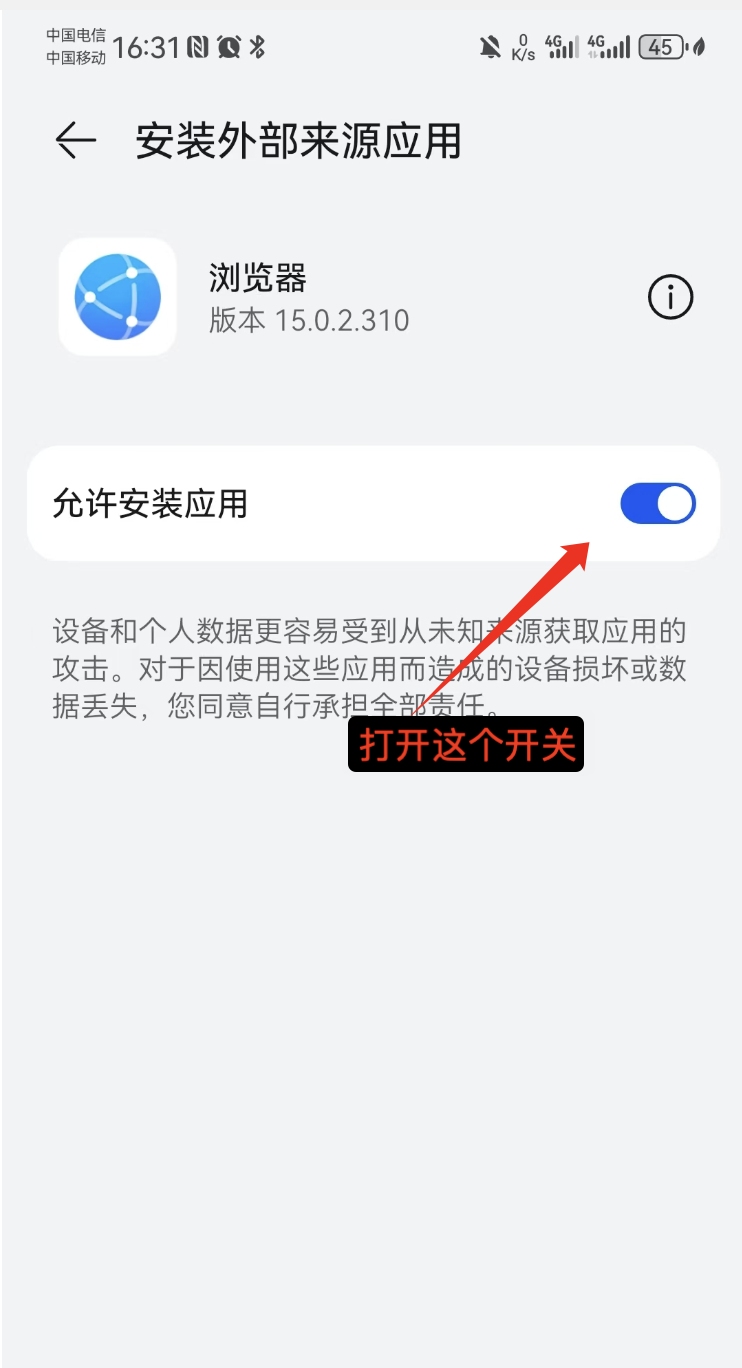 中国电信
中国移动
16:31
0
K/s
4G
4G
45
安装外部来源应用
浏览器
版本 15.0.2.310
允许安装应用
设备和个人数据更容易受到从未知来源获取应用的
攻击。对于因使用这些应用而造成的设备损坏或数
据丢失，您同意自行承担全部责任。
打开这个开关